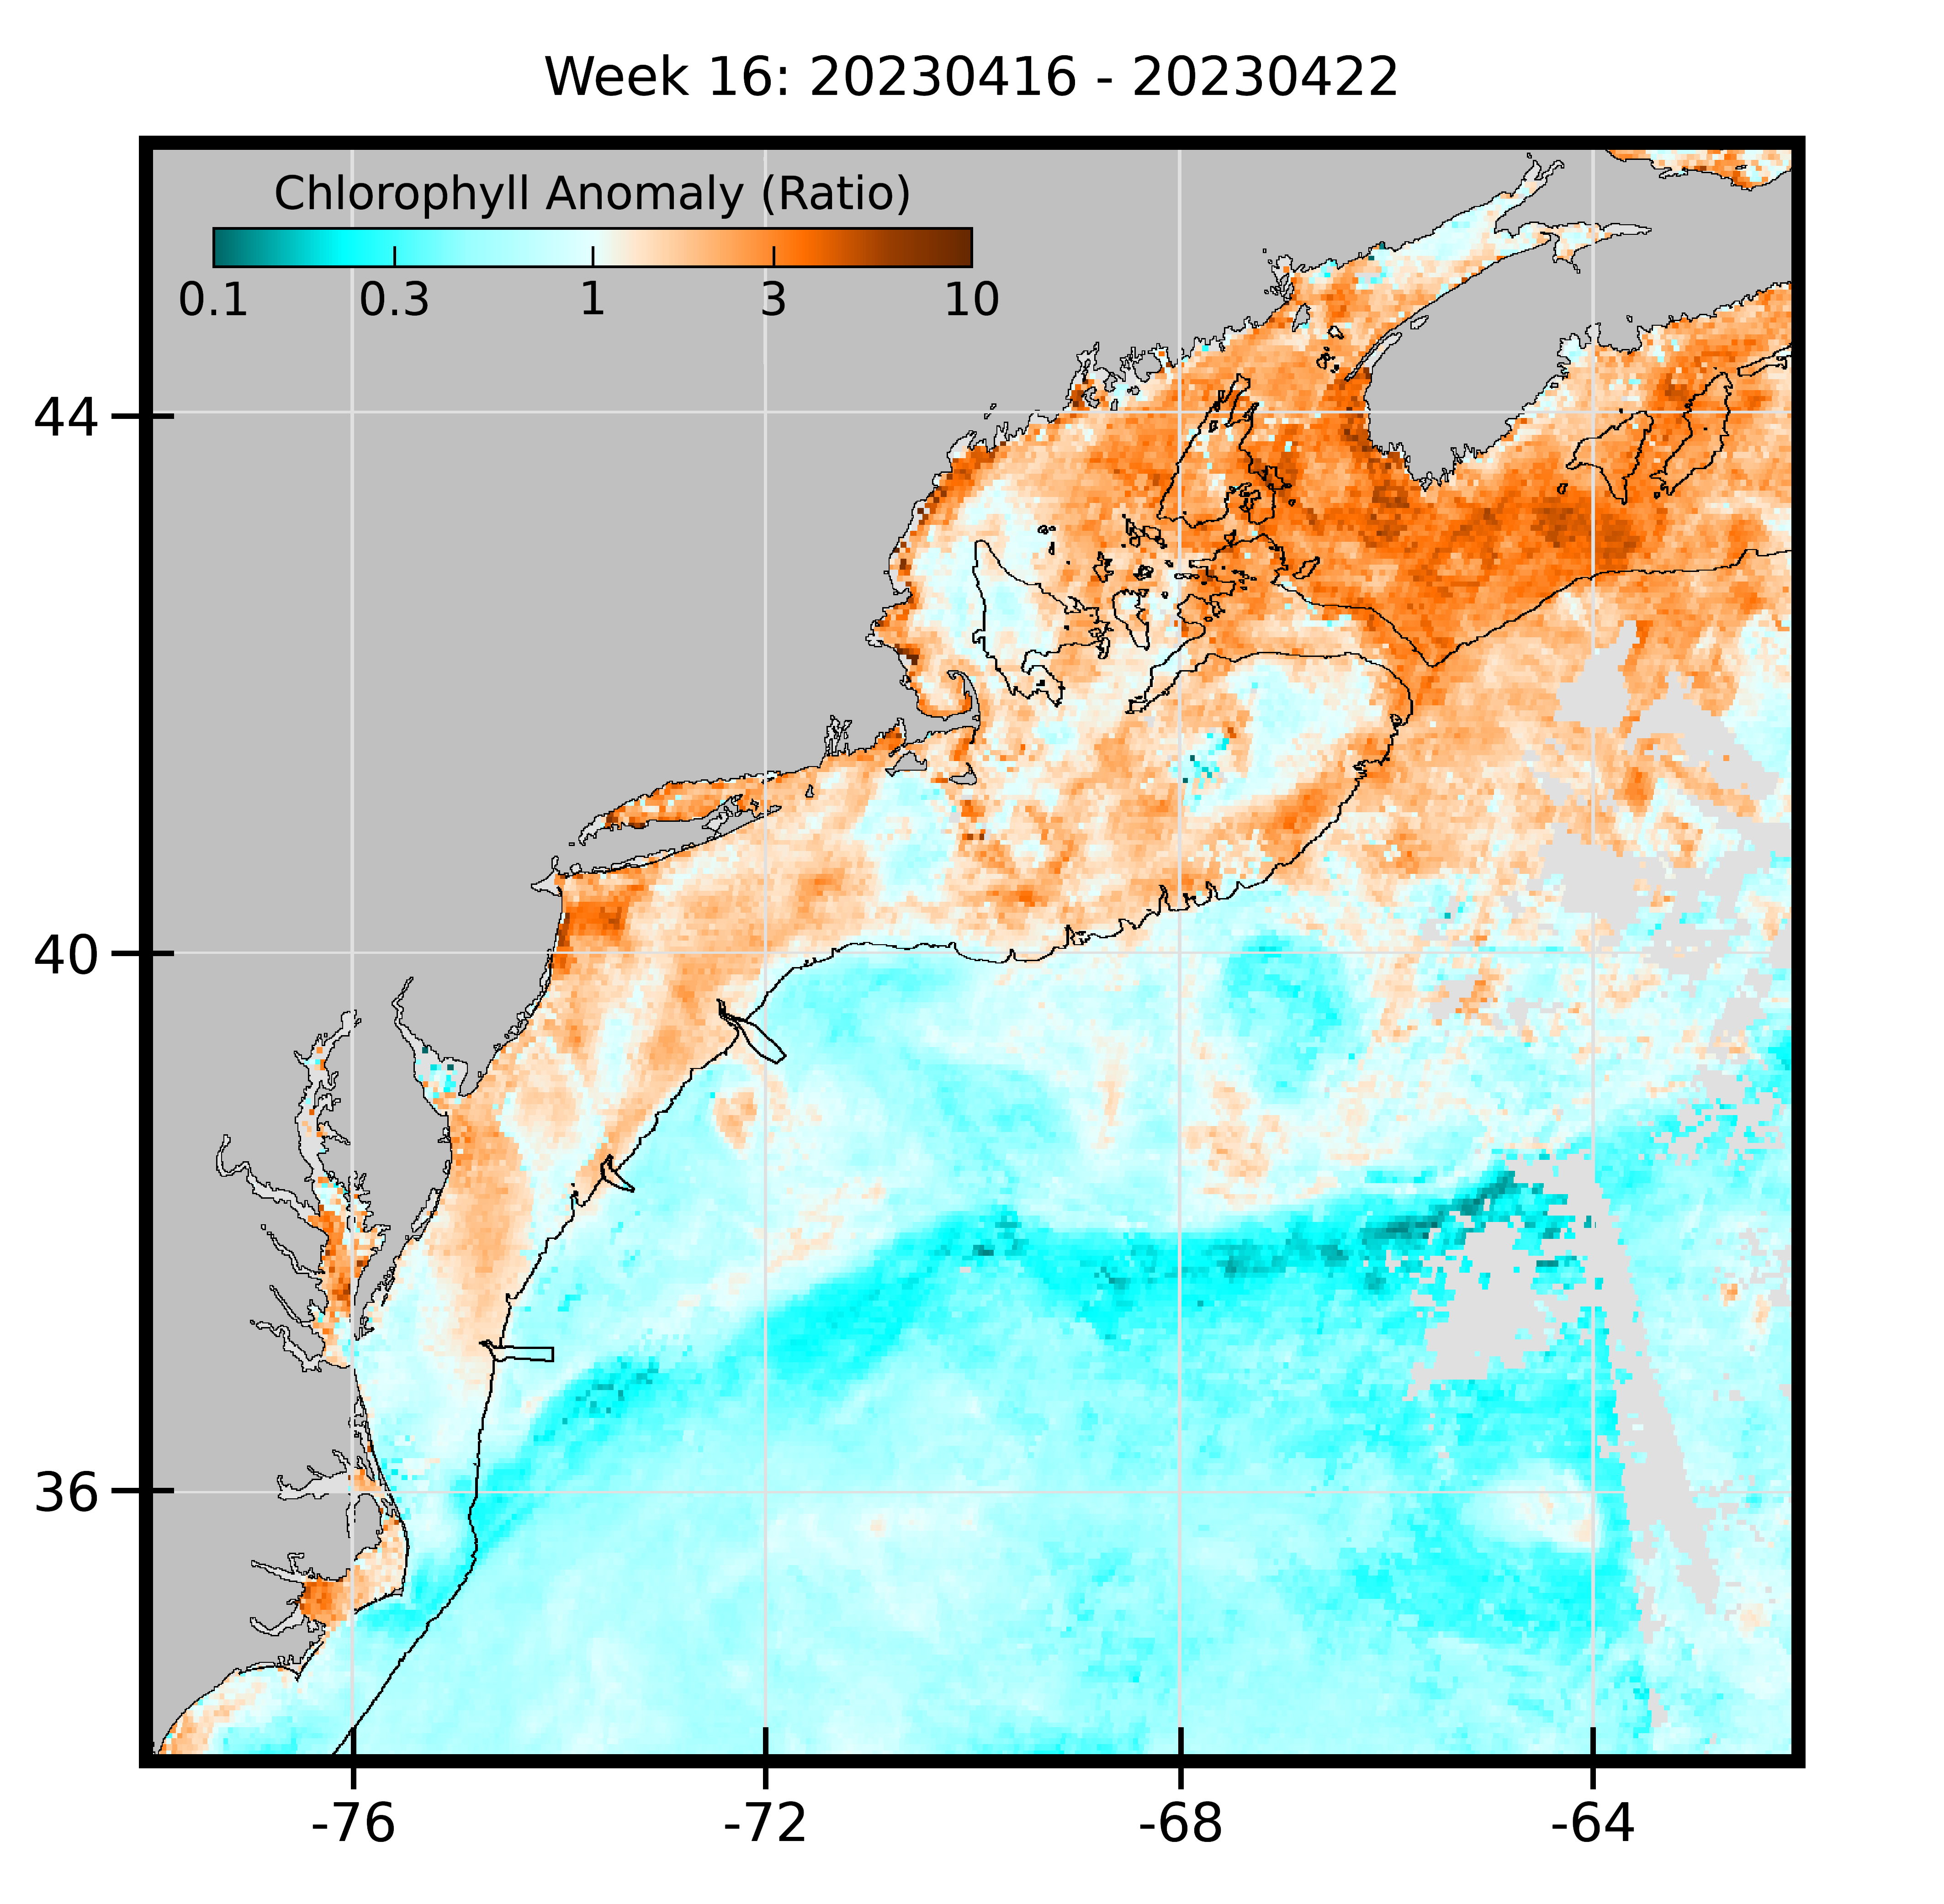 Week 16: 20230416 - 20230422
Chlorophyll Anomaly (Ratio)
0.1 0.3 1 3 10
44
40
36
-76 -72 -68 -64